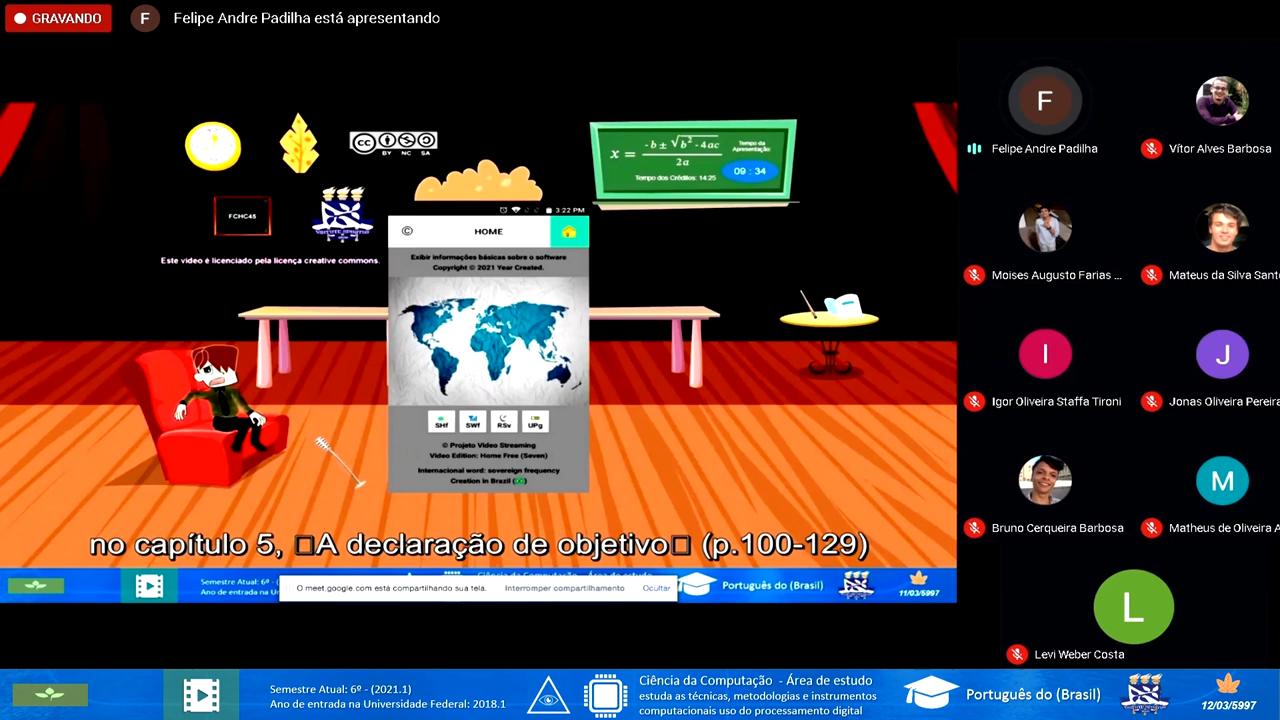 GRAVANDO
F
Felipe Andre Padilha está apresentando
BY NC SA
x = -b ± √b² - 4ac
2a
Tempo da
Apresentação:
09 : 34
Tempo dos Créditos: 14:25
FCHC45
Este video é licenciado pela licença creative commons.
3:22 PM
©
HOME
Exibir informações básicas sobre o software
Copyright © 2021 Year Created.
SHf
SWf
RSv
UPg
© Projeto Video Streaming
Video Edition: Home Free (Seven)
Internacional word: sovereign frequency
Creation in Brazil
no capítulo 5, □A declaração de objetivo□ (p.100-129)
Semestre Atual: 6º - (
Ano de entrada na Un
Ciência da Computação - Área de estudo
O meet.google.com está compartilhando sua tela.
Interromper compartilhamento
Ocultar
Português do (Brasil)
11/03/5997
F
Felipe Andre Padilha
Vítor Alves Barbosa
Moises Augusto Farias ...
Mateus da Silva Sant
I
Igor Oliveira Staffa Tironi
J
Jonas Oliveira Pereira
Bruno Cerqueira Barbosa
M
Matheus de Oliveira A
L
Levi Weber Costa
Semestre Atual: 6º - (2021.1)
Ano de entrada na Universidade Federal: 2018.1
Ciência da Computação - Área de estudo
estuda as técnicas, metodologias e instrumentos
computacionais uso do processamento digital
Português do (Brasil)
12/03/5997